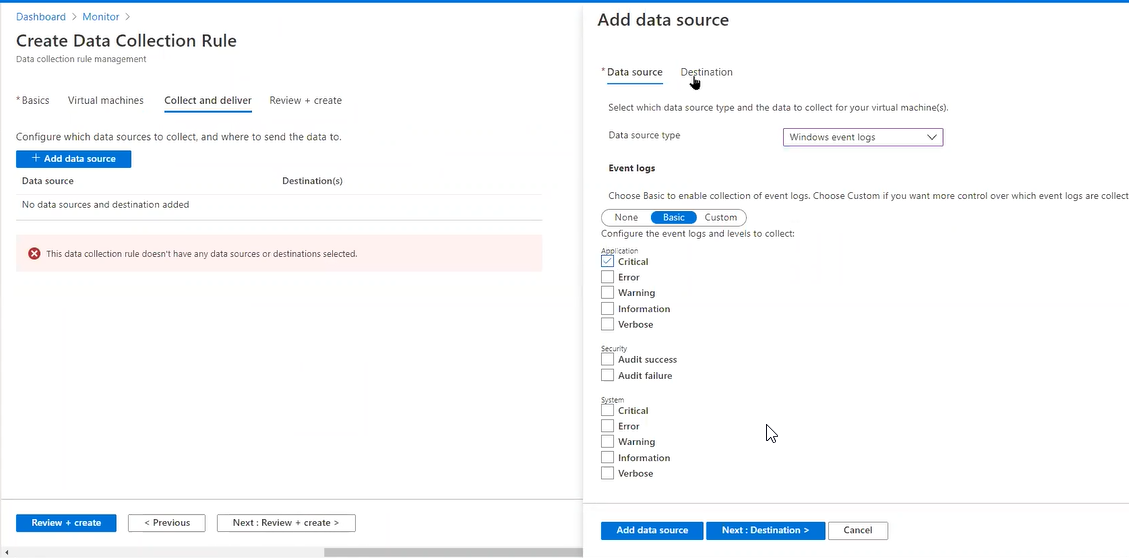 Dashboard > Monitor >
Create Data Collection Rule
Data collection rule management
* Basics Virtual machines Collect and deliver Review + create
Configure which data sources to collect, and where to send the data to.
+ Add data source
Data source Destination(s)
No data sources and destination added
This data collection rule doesn't have any data sources or destinations selected.
Review + create < Previous Next : Review + create >
Add data source
* Data source Destination
Select which data source type and the data to collect for your virtual machine(s).
Data source type Windows event logs
Event logs
Choose Basic to enable collection of event logs. Choose Custom if you want more control over which event logs are collect
None Basic Custom
Configure the event logs and levels to collect:
Application
Critical
Error
Warning
Information
Verbose
Security
Audit success
Audit failure
System
Critical
Error
Warning
Information
Verbose
Add data source Next : Destination > Cancel